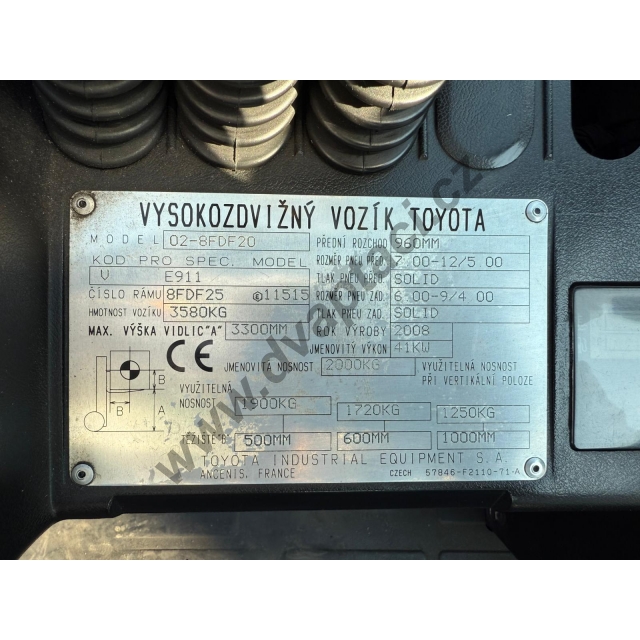 VYSOKOZDVIŽNÝ VOZÍK TOYOTA
MODEL 02-8FDF20 PŘEDNÍ ROZCHOD 960MM
KOD PRO SPEC. MODEL ROZMĚR PNEU PŘED. 7.00-12/5.00
V E911 TLAK PNEU PŘED. SOLID
ČÍSLO RÁMU 8FDF25 E11515 ROZMĚR PNEU ZAD. 6.00-9/4.00
HMOTNOST VOZÍKU 3580KG TLAK PNEU ZAD. SOLID
MAX. VÝŠKA VIDLIC"A" 3300MM ROK VÝROBY 2008
CE JMENOVITÝ VÝKON 41KW
JMENOVITA NOSNOST 2000KG VYUŽITELNÁ NOSNOST
PŘI VERTIKÁLNÍ POLOZE
B
B
A
VYUŽITELNÁ
NOSNOST 1900KG 1720KG 1250KG
TĚŽIŠTĚ"B" 500MM 600MM 1000MM
TOYOTA INDUSTRIAL EQUIPMENT S.A.
ANCENIS, FRANCE CZECH 57846-F2110-71-A
www.dvaptaci.cz